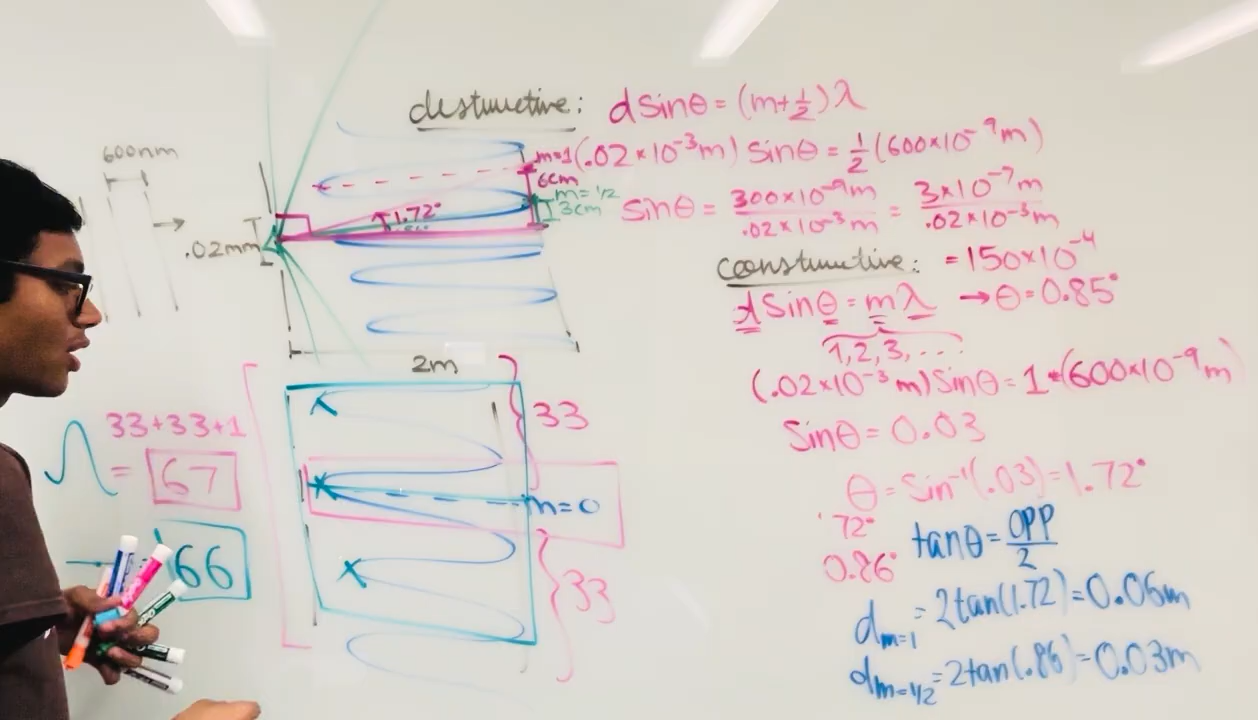 destructive: dsinθ = (m+½)λ
600nm
m=1
(.02×10⁻³m) sinθ = ½(600×10⁻⁹m)
6cm
m=½
3cm
1.72°
sinθ = 300×10⁻⁹m / .02×10⁻³m = 3×10⁻⁷m / .02×10⁻³m
.02mm
constructive: = 150×10⁻⁴
dsinθ = mλ → θ=0.85°
1,2,3,...
2m
(.02×10⁻³m) sinθ = 1•(600×10⁻⁹m)
33
33+33+1
= 67
sinθ = 0.03
θ = sin⁻¹(.03) = 1.72°
m=0
72°
tanθ = OPP/2
66
0.86°
33
d m=1 = 2tan(1.72) = 0.06m
d m=½ = 2tan(.86) = 0.03m